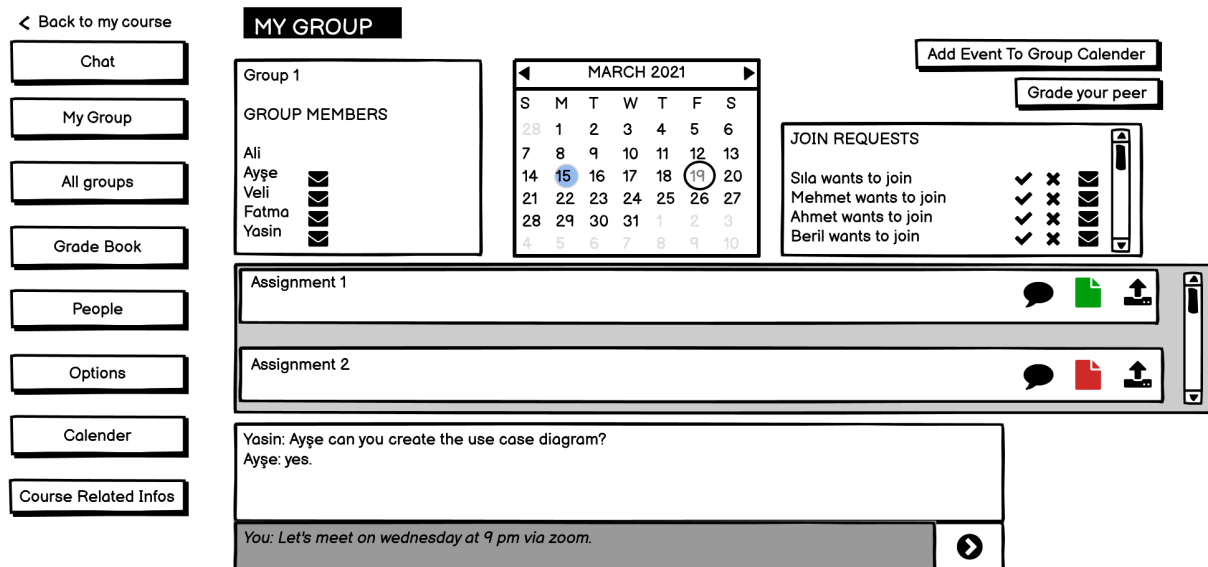 Back to my course
Chat
My Group
All groups
Grade Book
People
Options
Calender
Course Related Infos
MY GROUP
Group 1
GROUP MEMBERS
Ali
Ayşe
Veli
Fatma
Yasin
MARCH 2021
S M T W T F S
28 1 2 3 4 5 6
7 8 9 10 11 12 13
14 15 16 17 18 19 20
21 22 23 24 25 26 27
28 29 30 31 1 2 3
4 5 6 7 8 9 10
Add Event To Group Calender
Grade your peer
JOIN REQUESTS
Sıla wants to join
Mehmet wants to join
Ahmet wants to join
Beril wants to join
Assignment 1
Assignment 2
Yasin: Ayşe can you create the use case diagram?
Ayşe: yes.
You: Let's meet on wednesday at 9 pm via zoom.